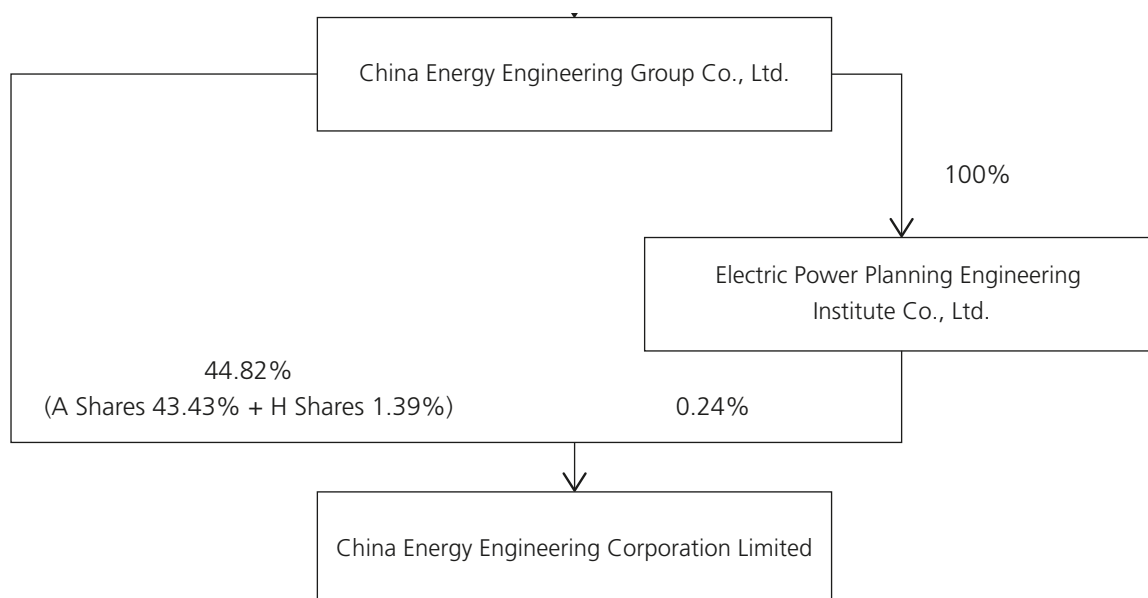 China Energy Engineering Group Co., Ltd.
100%
Electric Power Planning Engineering
Institute Co., Ltd.
44.82%
(A Shares 43.43% + H Shares 1.39%)
0.24%
China Energy Engineering Corporation Limited